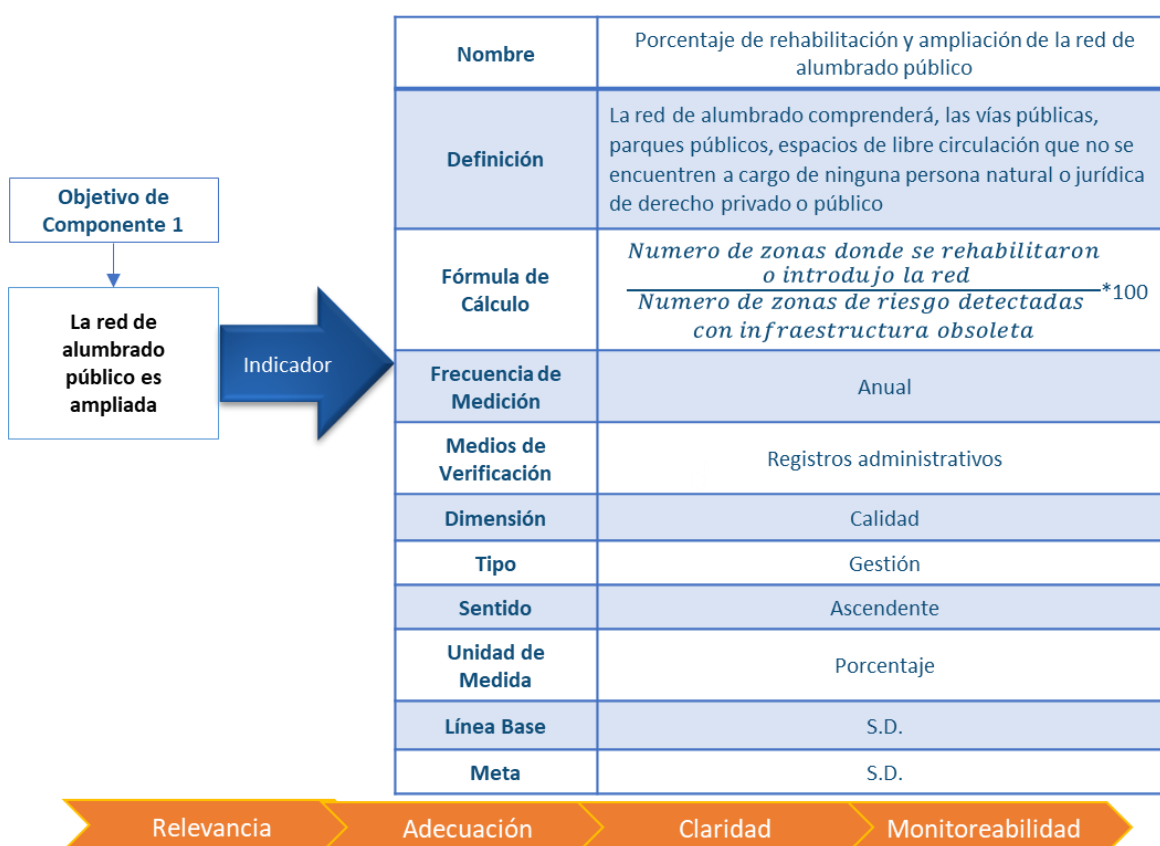 Objetivo de
Componente 1
La red de
alumbrado
público es
ampliada
Indicador
Nombre
Porcentaje de rehabilitación y ampliación de la red de
alumbrado público
Definición
La red de alumbrado comprenderá, las vías públicas,
parques públicos, espacios de libre circulación que no se
encuentren a cargo de ninguna persona natural o jurídica
de derecho privado o público
Fórmula de
Cálculo
Numero de zonas donde se rehabilitaron
o introdujo la red
Numero de zonas de riesgo detectadas
con infraestructura obsoleta
*100
Frecuencia de
Medición
Anual
Medios de
Verificación
Registros administrativos
Dimensión
Calidad
Tipo
Gestión
Sentido
Ascendente
Unidad de
Medida
Porcentaje
Línea Base
S.D.
Meta
S.D.
Relevancia
Adecuación
Claridad
Monitoreabilidad